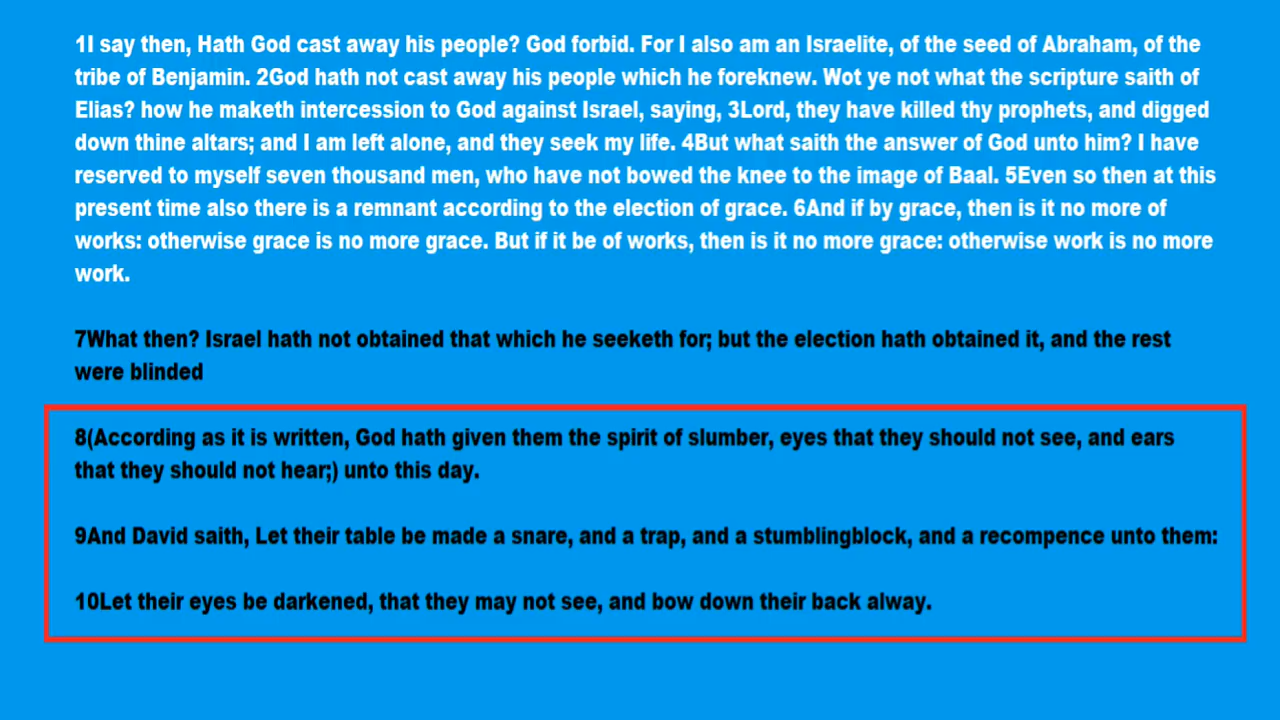 1I say then, Hath God cast away his people? God forbid. For I also am an Israelite, of the seed of Abraham, of the
tribe of Benjamin. 2God hath not cast away his people which he foreknew. Wot ye not what the scripture saith of
Elias? how he maketh intercession to God against Israel, saying, 3Lord, they have killed thy prophets, and digged
down thine altars; and I am left alone, and they seek my life. 4But what saith the answer of God unto him? I have
reserved to myself seven thousand men, who have not bowed the knee to the image of Baal. 5Even so then at this
present time also there is a remnant according to the election of grace. 6And if by grace, then is it no more of
works: otherwise grace is no more grace. But if it be of works, then is it no more grace: otherwise work is no more
work.
7What then? Israel hath not obtained that which he seeketh for; but the election hath obtained it, and the rest
were blinded
8(According as it is written, God hath given them the spirit of slumber, eyes that they should not see, and ears
that they should not hear;) unto this day.
9And David saith, Let their table be made a snare, and a trap, and a stumblingblock, and a recompence unto them:
10Let their eyes be darkened, that they may not see, and bow down their back alway.